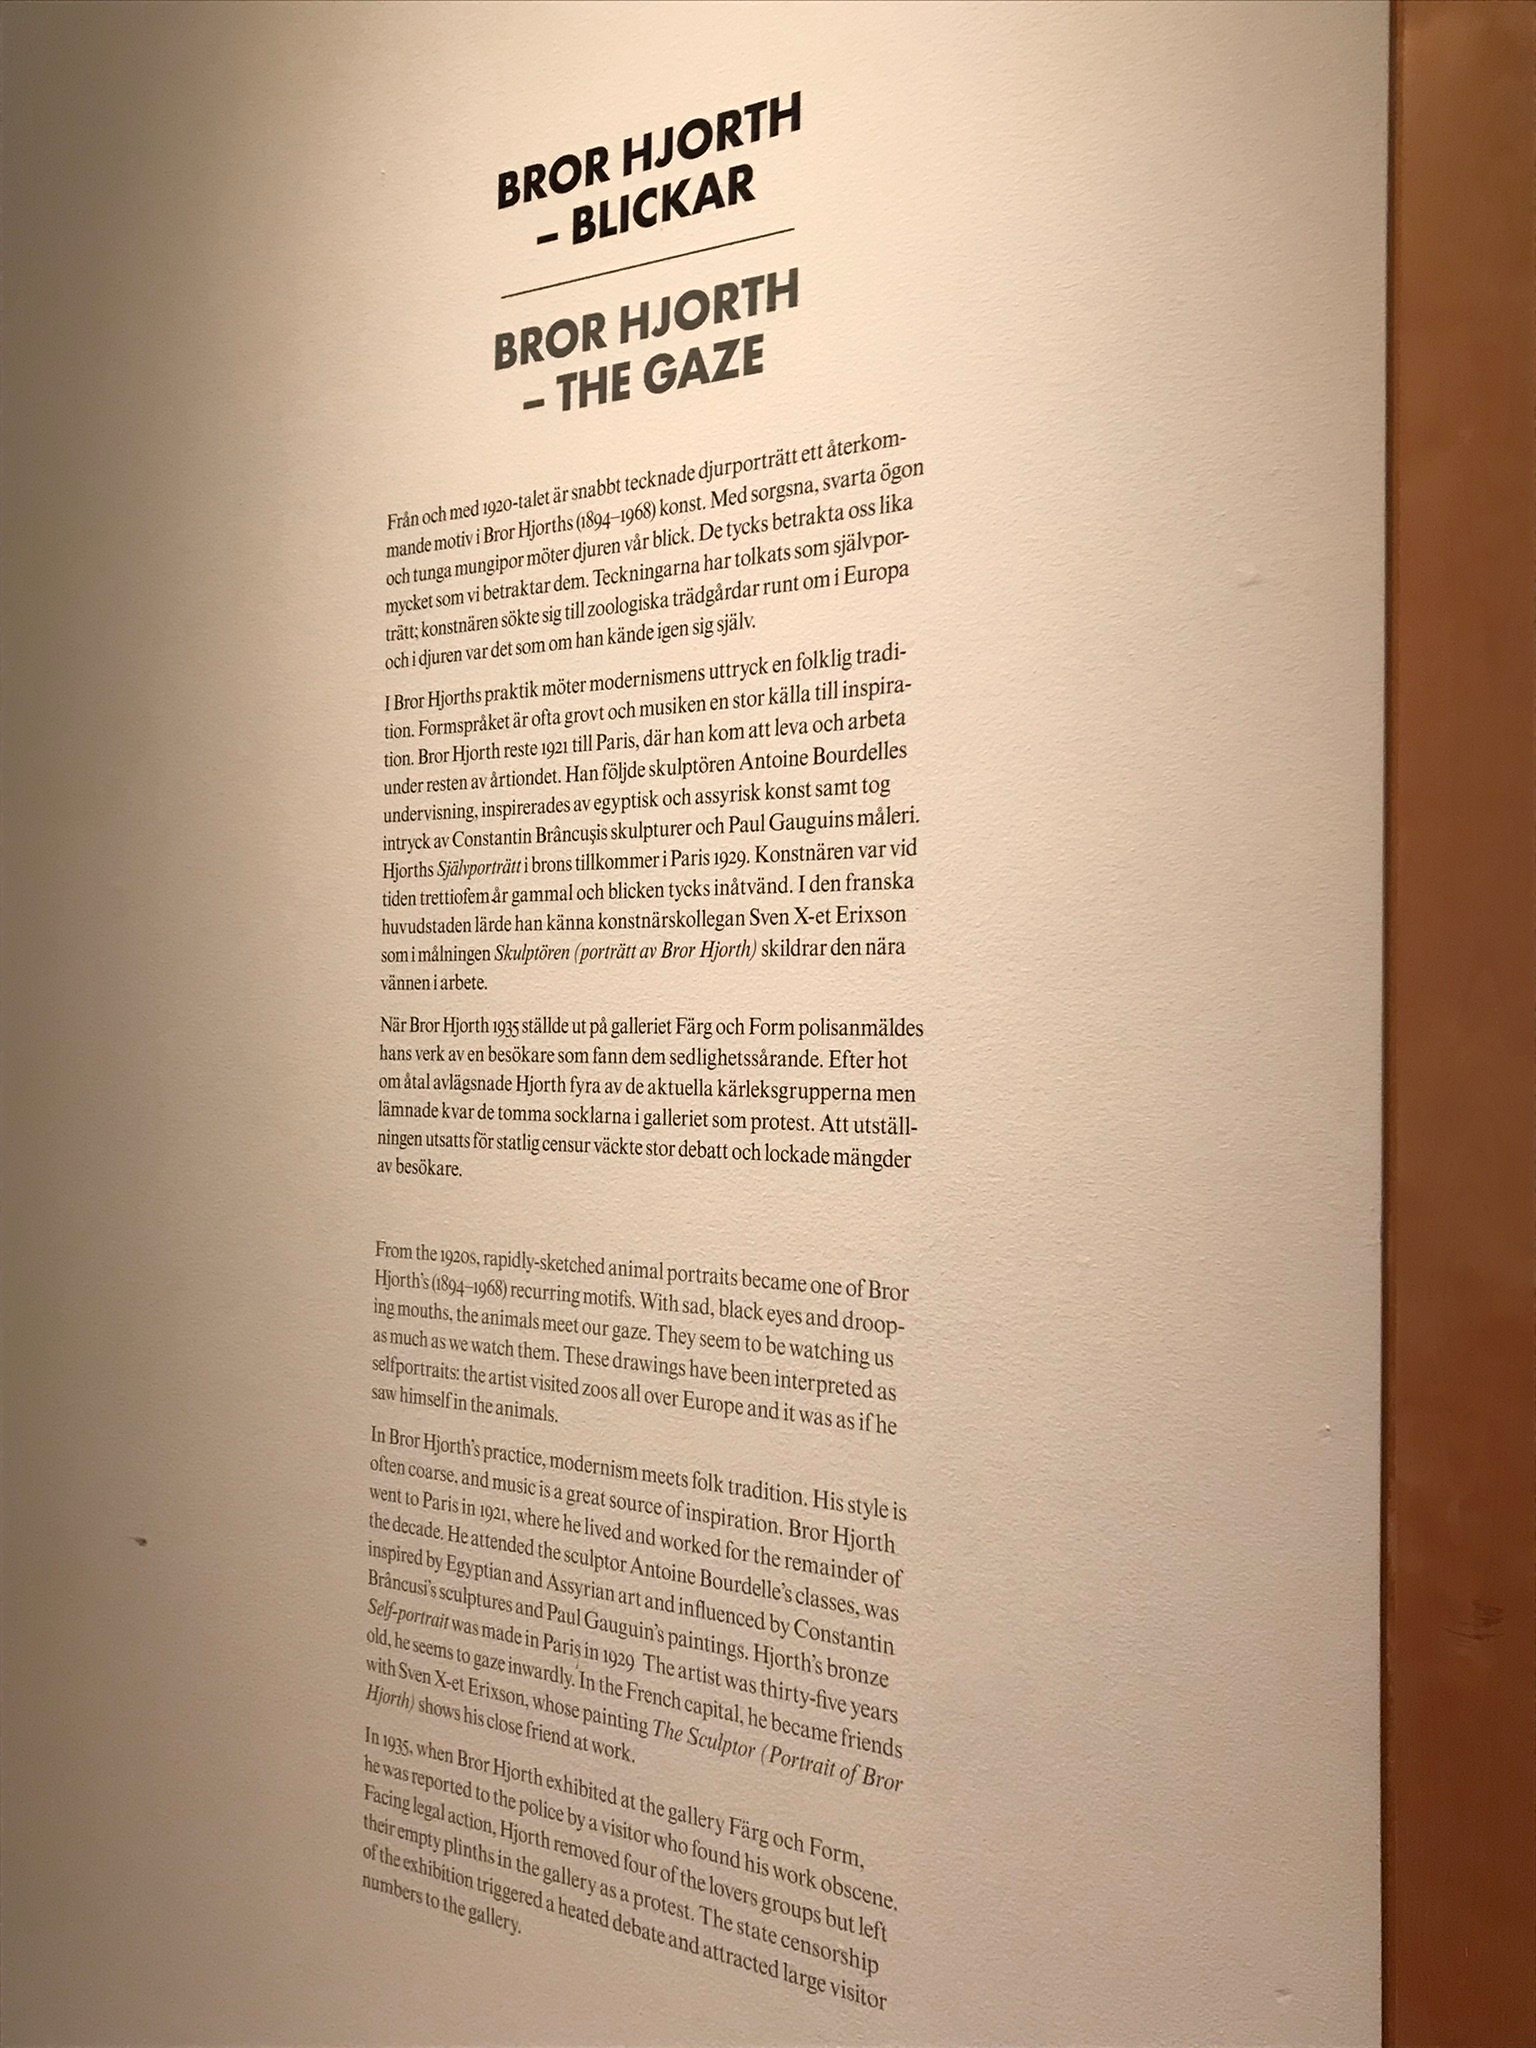 BROR HJORTH
– BLICKAR
BROR HJORTH
– THE GAZE
Från och med 1920-talet är snabbt tecknade djurporträtt ett återkom-
mande motiv i Bror Hjorths (1894–1968) konst. Med sorgsna, svarta ögon
och tunga mungipor möter djuren vår blick. De tycks betrakta oss lika
mycket som vi betraktar dem. Teckningarna har tolkats som självpor-
trätt; konstnären sökte sig till zoologiska trädgårdar runt om i Europa
och i djuren var det som om han kände igen sig själv.
I Bror Hjorths praktik möter modernismens uttryck en folklig tradi-
tion. Formspråket är ofta grovt och musiken en stor källa till inspira-
tion. Bror Hjorth reste 1921 till Paris, där han kom att leva och arbeta
under resten av årtiondet. Han följde skulptören Antoine Bourdelles
undervisning, inspirerades av egyptisk och assyrisk konst samt tog
intryck av Constantin Brâncuşis skulpturer och Paul Gauguins måleri.
Hjorths Självporträtt i brons tillkommer i Paris 1929. Konstnären var vid
tiden trettiofem år gammal och blicken tycks inåtvänd. I den franska
huvudstaden lärde han känna konstnärskollegan Sven X-et Erixson
som i målningen Skulptören (porträtt av Bror Hjorth) skildrar den nära
vännen i arbete.
När Bror Hjorth 1935 ställde ut på galleriet Färg och Form polisanmäldes
hans verk av en besökare som fann dem sedlighetssårande. Efter hot
om åtal avlägsnade Hjorth fyra av de aktuella kärleksgrupperna men
lämnade kvar de tomma socklarna i galleriet som protest. Att utställ-
ningen utsatts för statlig censur väckte stor debatt och lockade mängder
av besökare.
From the 1920s, rapidly-sketched animal portraits became one of Bror
Hjorth's (1894–1968) recurring motifs. With sad, black eyes and droop-
ing mouths, the animals meet our gaze. They seem to be watching us
as much as we watch them. These drawings have been interpreted as
selfportraits: the artist visited zoos all over Europe and it was as if he
saw himself in the animals.
In Bror Hjorth's practice, modernism meets folk tradition. His style is
often coarse, and music is a great source of inspiration. Bror Hjorth
went to Paris in 1921, where he lived and worked for the remainder of
the decade. He attended the sculptor Antoine Bourdelle's classes, was
inspired by Egyptian and Assyrian art and influenced by Constantin
Brâncusi's sculptures and Paul Gauguin's paintings. Hjorth's bronze
Self-portrait was made in Paris in 1929 The artist was thirty-five years
old, he seems to gaze inwardly. In the French capital, he became friends
with Sven X-et Erixson, whose painting The Sculptor (Portrait of Bror
Hjorth) shows his close friend at work.
In 1935, when Bror Hjorth exhibited at the gallery Färg och Form,
he was reported to the police by a visitor who found his work obscene.
Facing legal action, Hjorth removed four of the lovers groups but left
their empty plinths in the gallery as a protest. The state censorship
of the exhibition triggered a heated debate and attracted large visitor
numbers to the gallery.